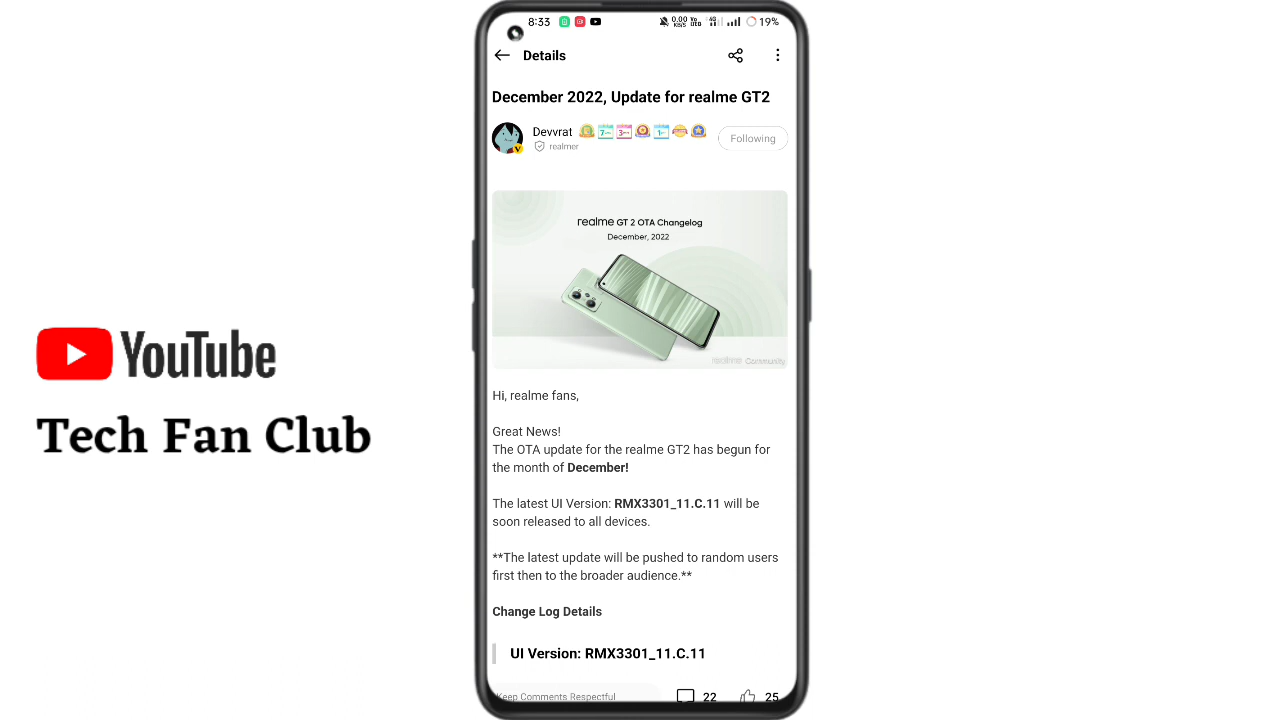 8:33
0.00 KB/S
4G
19%
Details
December 2022, Update for realme GT2
Devvrat
realmer
Following
realme GT 2 OTA Changelog
December, 2022
realme Community
Hi, realme fans,
Great News!
The OTA update for the realme GT2 has begun for
the month of December!
The latest UI Version: RMX3301_11.C.11 will be
soon released to all devices.
**The latest update will be pushed to random users
first then to the broader audience.**
Change Log Details
UI Version: RMX3301_11.C.11
Keep Comments Respectful
22
25
YouTube
Tech Fan Club